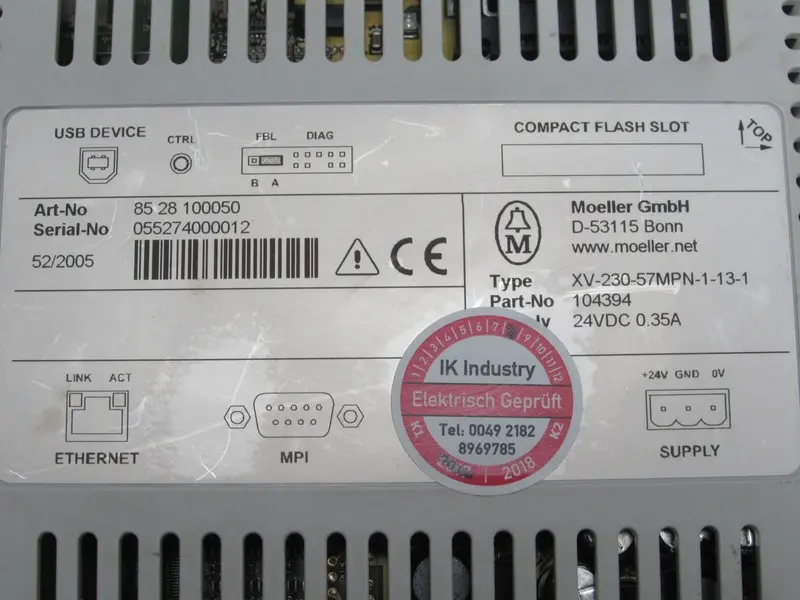 USB DEVICE
CTRL
FBL
DIAG
B A
COMPACT FLASH SLOT
TOP
Art-No 85 28 100050
Serial-No 055274000012
52/2005
CE
M
Moeller GmbH
D-53115 Bonn
www.moeller.net
Type XV-230-57MPN-1-13-1
Part-No 104394
24VDC 0.35A
LINK ACT
ETHERNET
MPI
1 2 3 4 5 6 7 9 10 11 12
IK Industry
Elektrisch Geprüft
K1 Tel: 0049 2182 K2
8969785
2018
+24V GND 0V
SUPPLY